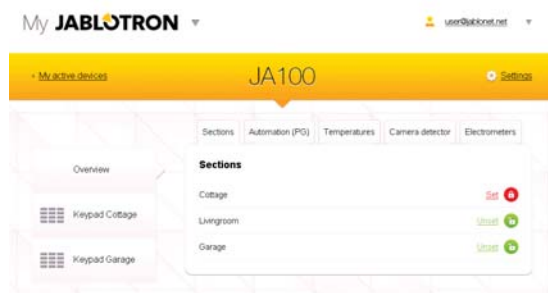 My JABLOTRON
user@jablonet.net
My active devices
JA100
Settings
Sections Automation (PG) Temperatures Camera detector Electrometers
Overview
Sections
Cottage Set
Keypad Cottage
Livingroom Unset
Garage Unset
Keypad Garage